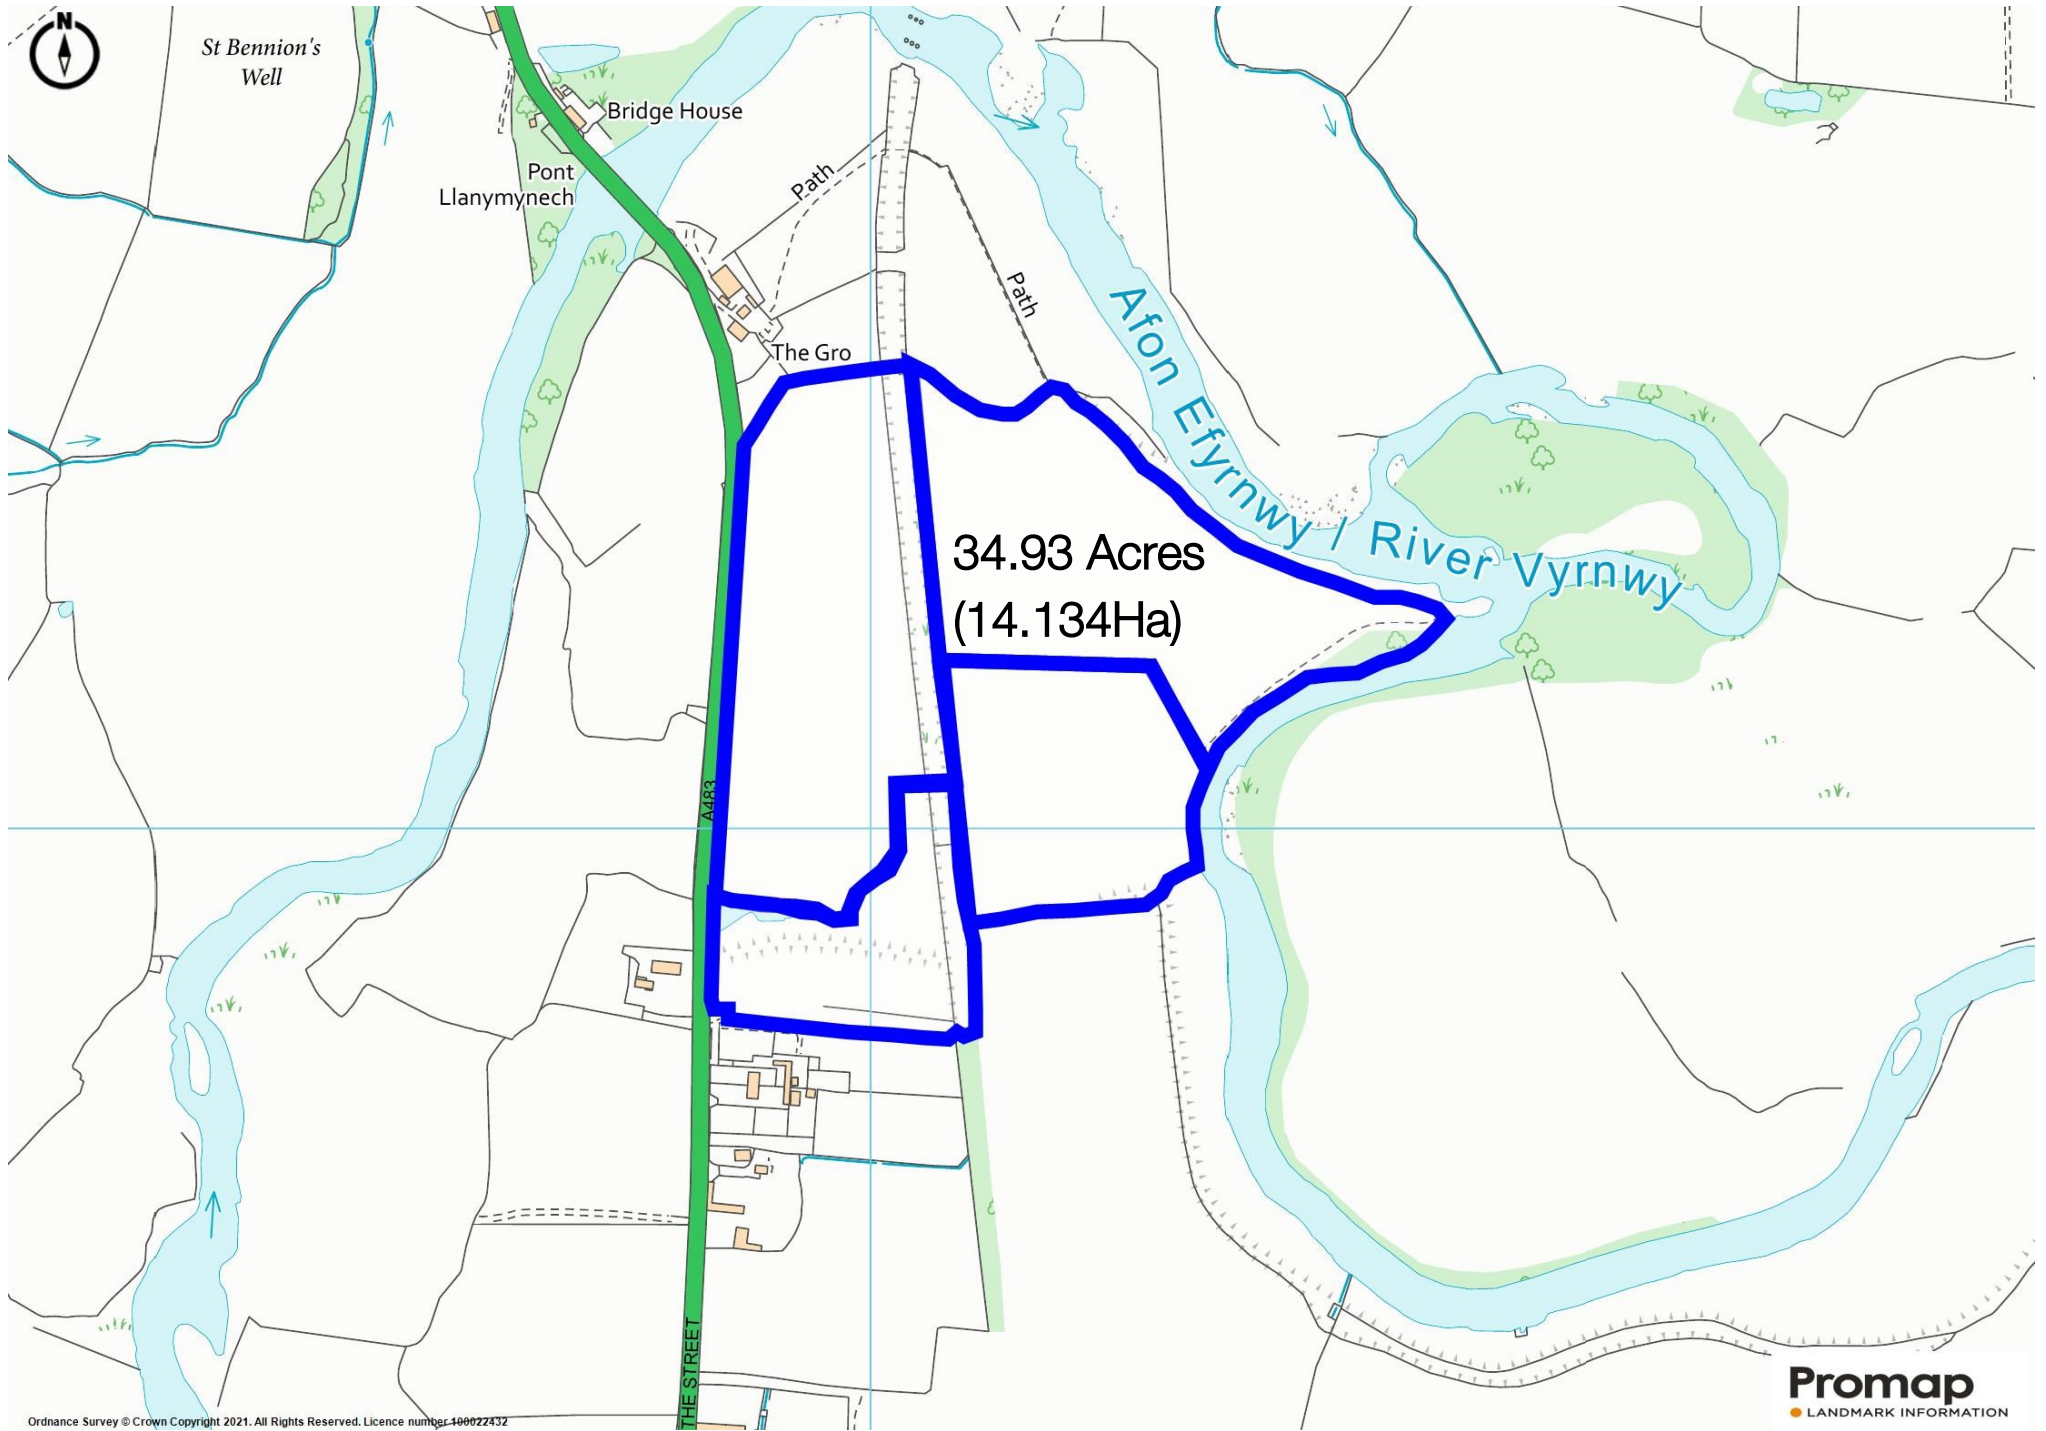 N
St Bennion's
Well
Bridge House
Pont
Llanymynech
Path
Path
The Gro
Afon Efyrnwy / River Vyrnwy
34.93 Acres
(14.134Ha)
A483
THE STREET
Promap
LANDMARK INFORMATION
Ordnance Survey © Crown Copyright 2021. All Rights Reserved. Licence number 100022432